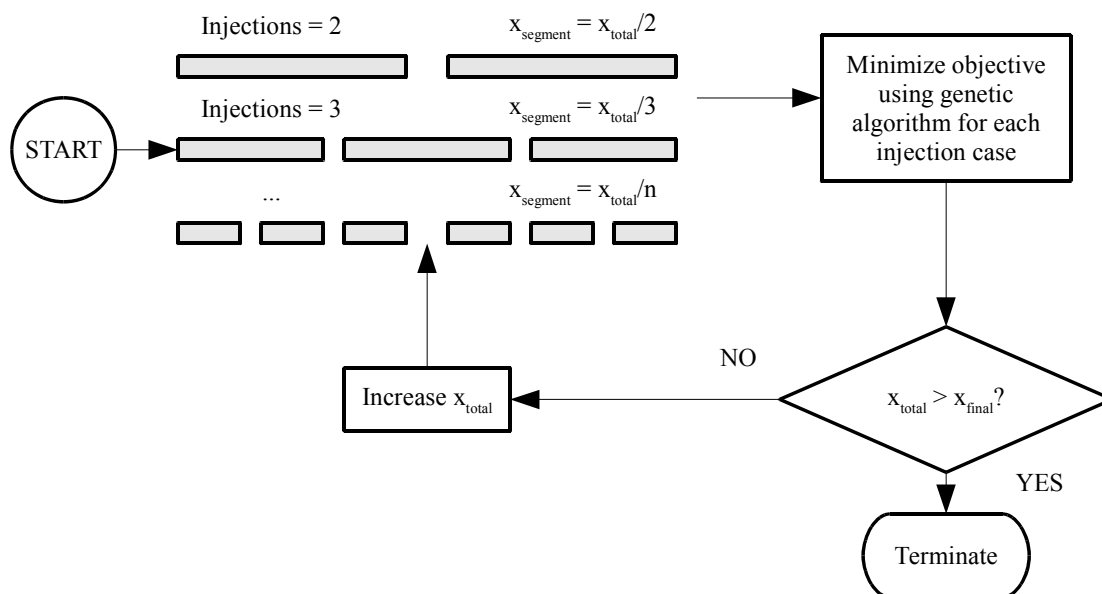 Injections = 2
x_segment = x_total/2
START
Injections = 3
x_segment = x_total/3
...
x_segment = x_total/n
Minimize objective
using genetic
algorithm for each
injection case
NO
Increase x_total
x_total > x_final?
YES
Terminate